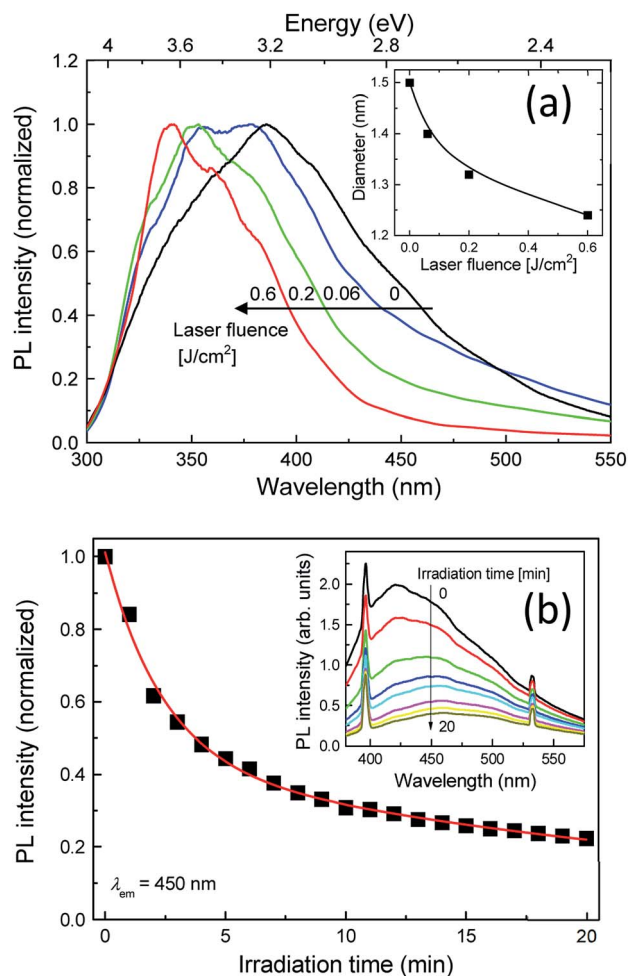 Energy (eV)
4 3.6 3.2 2.8 2.4
1.2
1.0
0.8
0.6
0.4
0.2
0.0
PL intensity (normalized)
300 350 400 450 500 550
Wavelength (nm)
0.6 0.2 0.06 0
Laser fluence
[J/cm²]
(a)
1.5
1.4
1.3
1.2
Diameter (nm)
0.0 0.2 0.4 0.6
Laser fluence [J/cm²]
1.0
0.8
0.6
0.4
0.2
0.0
PL intensity (normalized)
λem = 450 nm
0 5 10 15 20
Irradiation time (min)
(b)
2.0
1.5
1.0
0.5
0.0
PL intensity (arb. units)
Irradiation time [min]
0
20
400 450 500 550
Wavelength (nm)